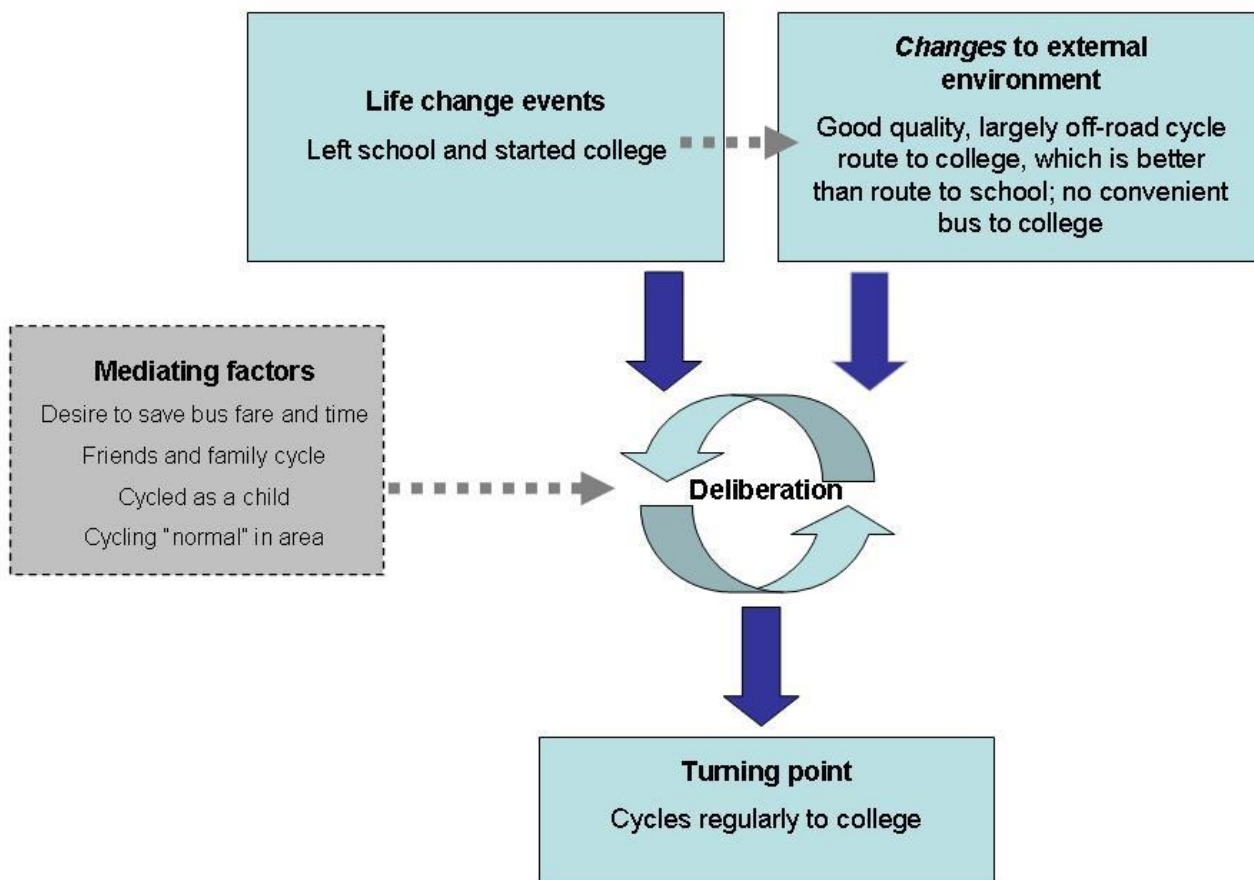 Life change events
Left school and started college
Changes to external
environment
Good quality, largely off-road cycle
route to college, which is better
than route to school; no convenient
bus to college
Mediating factors
Desire to save bus fare and time
Friends and family cycle
Cycled as a child
Cycling "normal" in area
Deliberation
Turning point
Cycles regularly to college